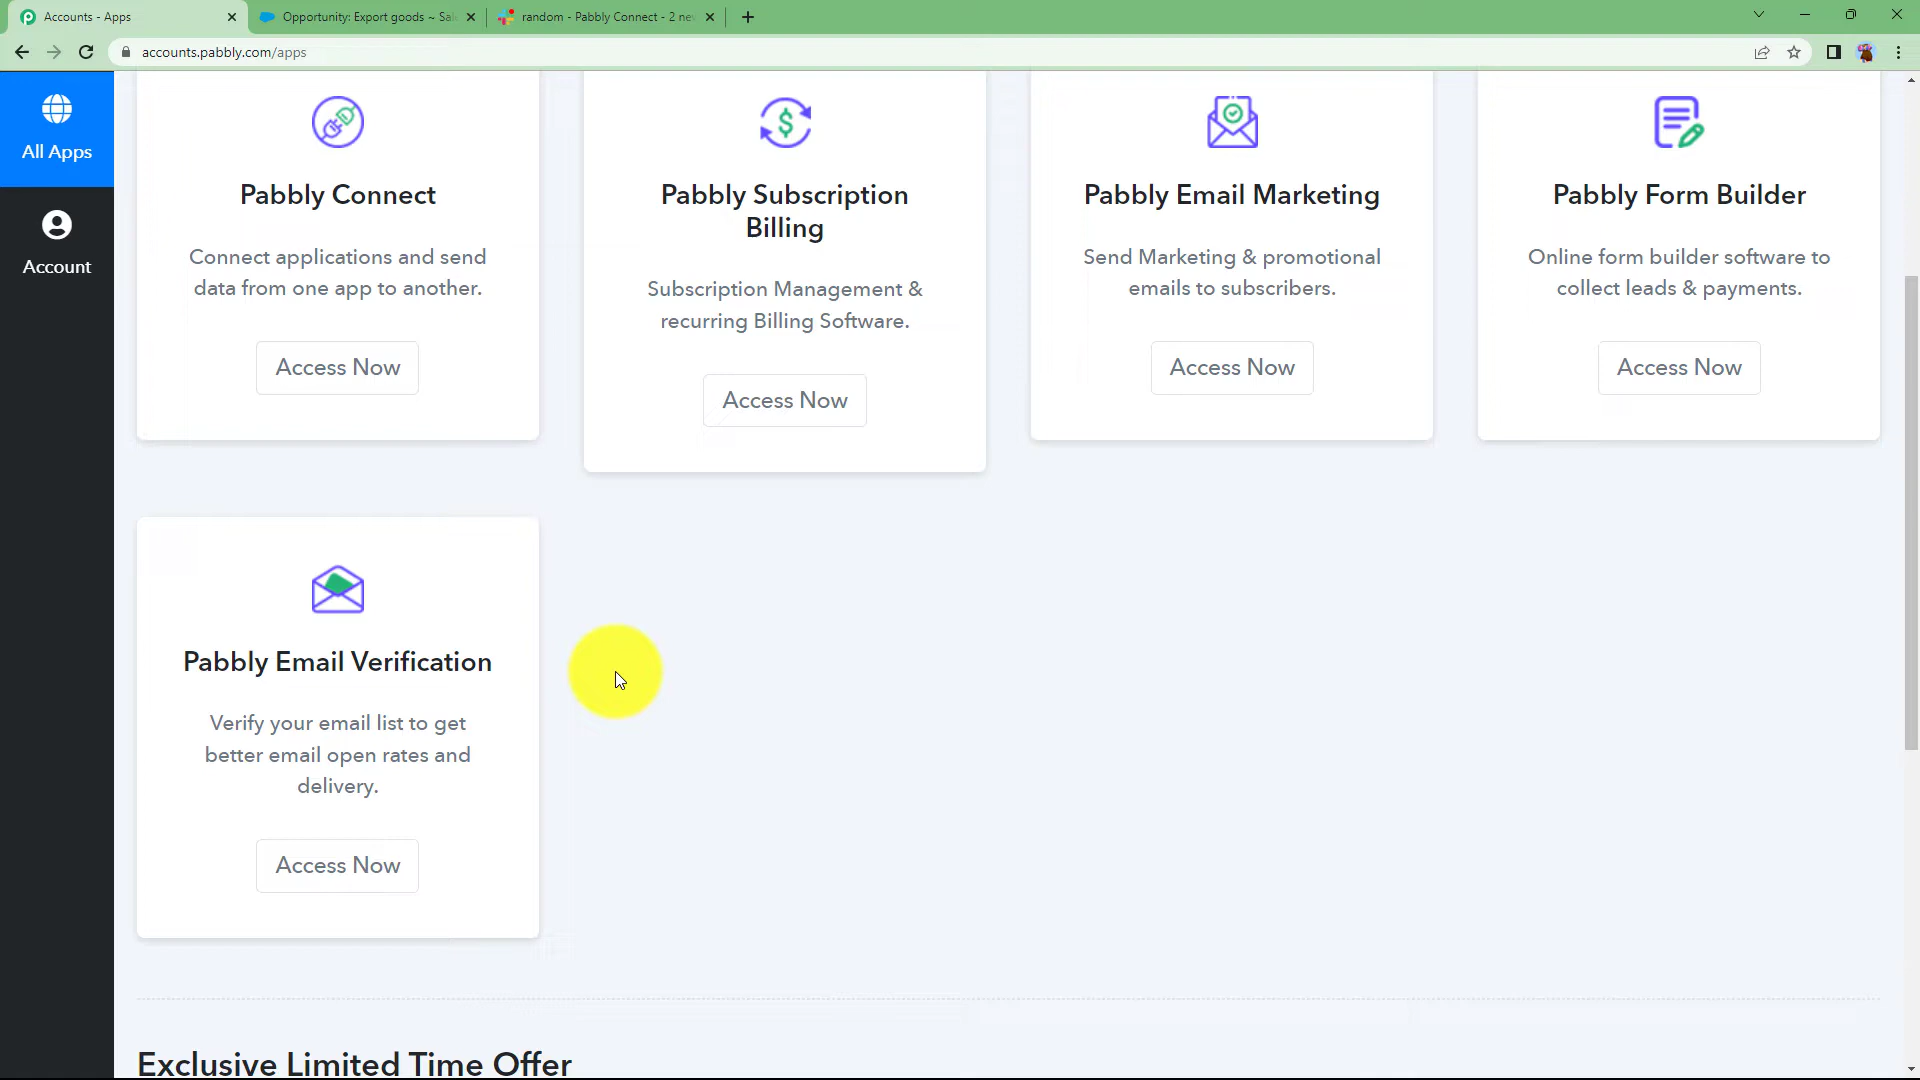 Accounts - Apps
Opportunity: Export goods ~ Sal
random - Pabbly Connect - 2 ne
accounts.pabbly.com/apps
All Apps
Account
Pabbly Connect
Connect applications and send
data from one app to another.
Access Now
Pabbly Subscription
Billing
Subscription Management &
recurring Billing Software.
Access Now
Pabbly Email Marketing
Send Marketing & promotional
emails to subscribers.
Access Now
Pabbly Form Builder
Online form builder software to
collect leads & payments.
Access Now
Pabbly Email Verification
Verify your email list to get
better email open rates and
delivery.
Access Now
Exclusive Limited Time Offer